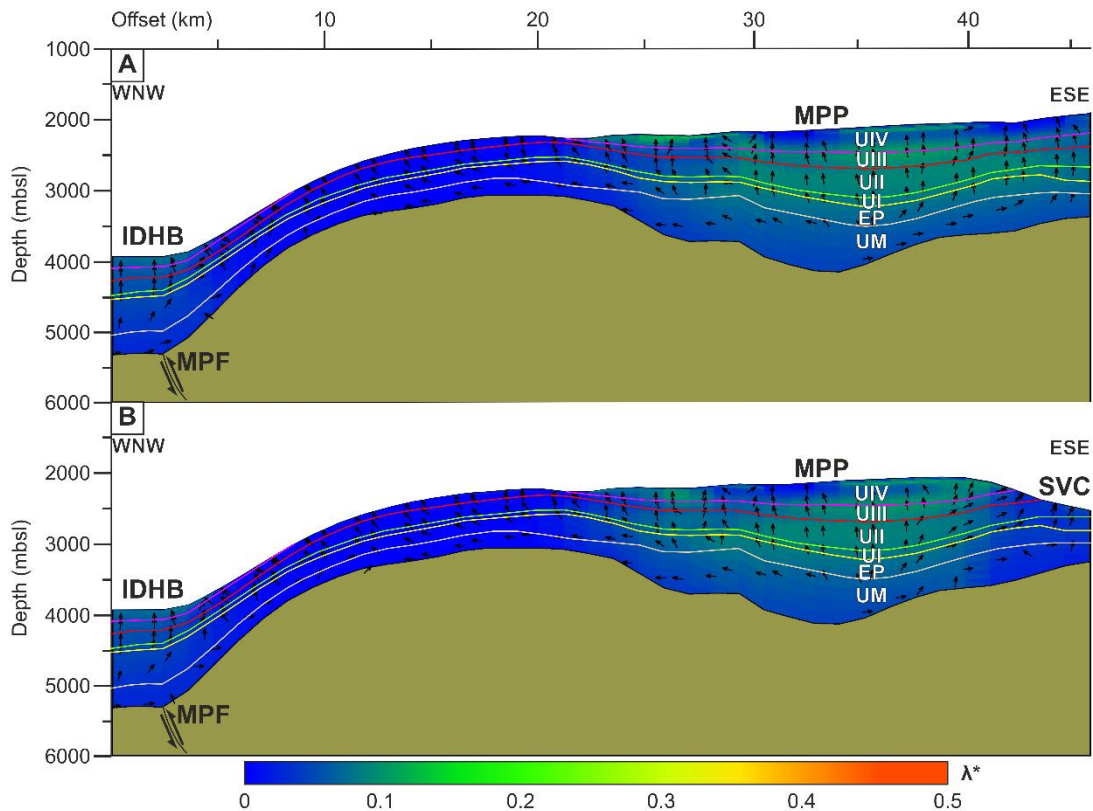 Offset (km) 10 20 30 40
1000
A
WNW ESE
MPP
2000
UIV
UIII
UII
3000
UI
EP
UM
IDHB
4000
5000
MPF
6000
Depth (mbsl)
B
WNW ESE
2000
MPP
SVC
UIV
UIII
UII
3000
UI
EP
UM
IDHB
4000
5000
MPF
6000
Depth (mbsl)
λ*
0 0.1 0.2 0.3 0.4 0.5